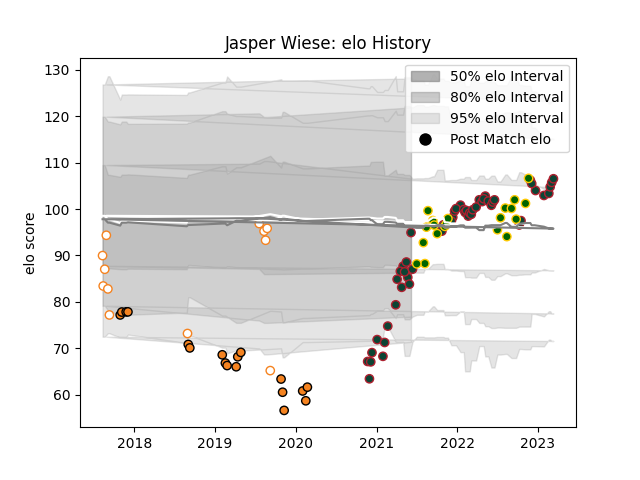 Jasper Wiese: elo History
130
120
110
100
90
80
70
60
elo score
50% elo Interval
80% elo Interval
95% elo Interval
Post Match elo
2018 2019 2020 2021 2022 2023